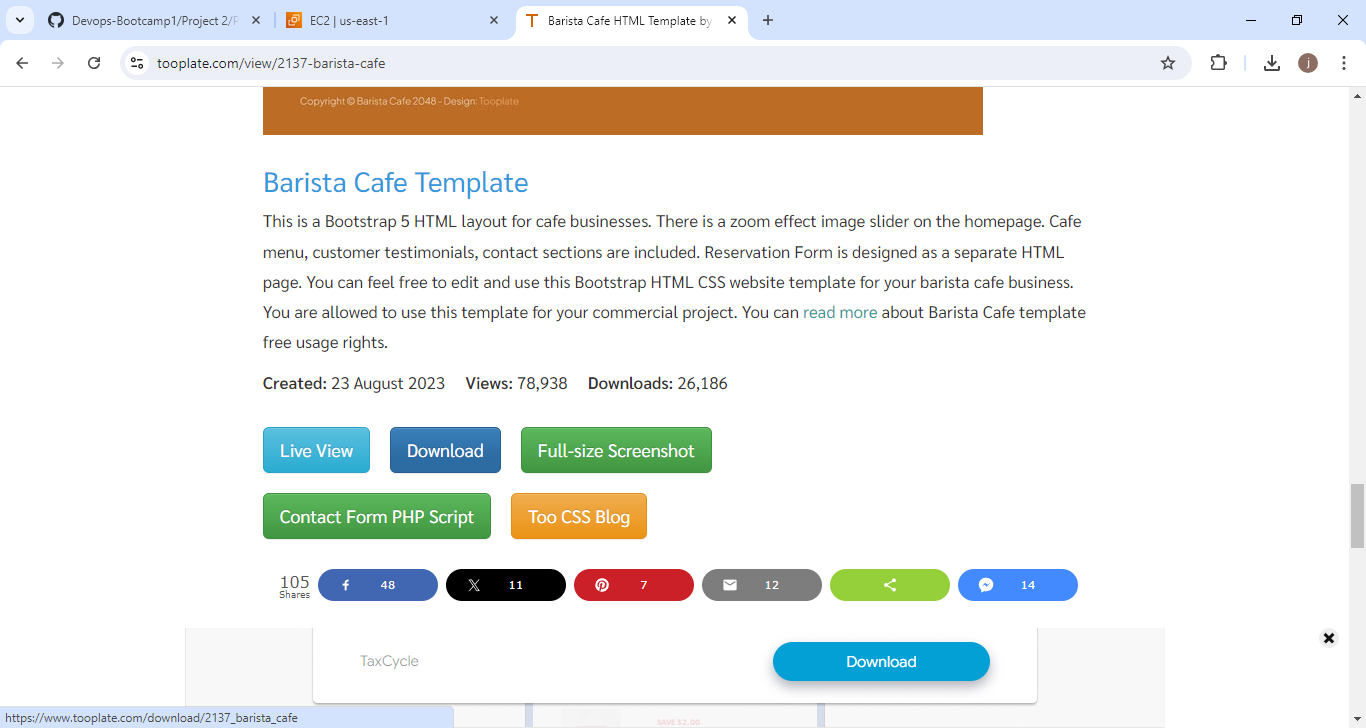 Devops-Bootcamp1/Project 2/P
EC2 | us-east-1
Barista Cafe HTML Template by
tooplate.com/view/2137-barista-cafe
j
Copyright © Barista Cafe 2048 - Design: Tooplate
Barista Cafe Template
This is a Bootstrap 5 HTML layout for cafe businesses. There is a zoom effect image slider on the homepage. Cafe
menu, customer testimonials, contact sections are included. Reservation Form is designed as a separate HTML
page. You can feel free to edit and use this Bootstrap HTML CSS website template for your barista cafe business.
You are allowed to use this template for your commercial project. You can read more about Barista Cafe template
free usage rights.
Created: 23 August 2023 Views: 78,938 Downloads: 26,186
Live View Download Full-size Screenshot
Contact Form PHP Script Too CSS Blog
105 48 11 7 12 14
Shares
TaxCycle Download
https://www.tooplate.com/download/2137_barista_cafe
SAVE $2.00